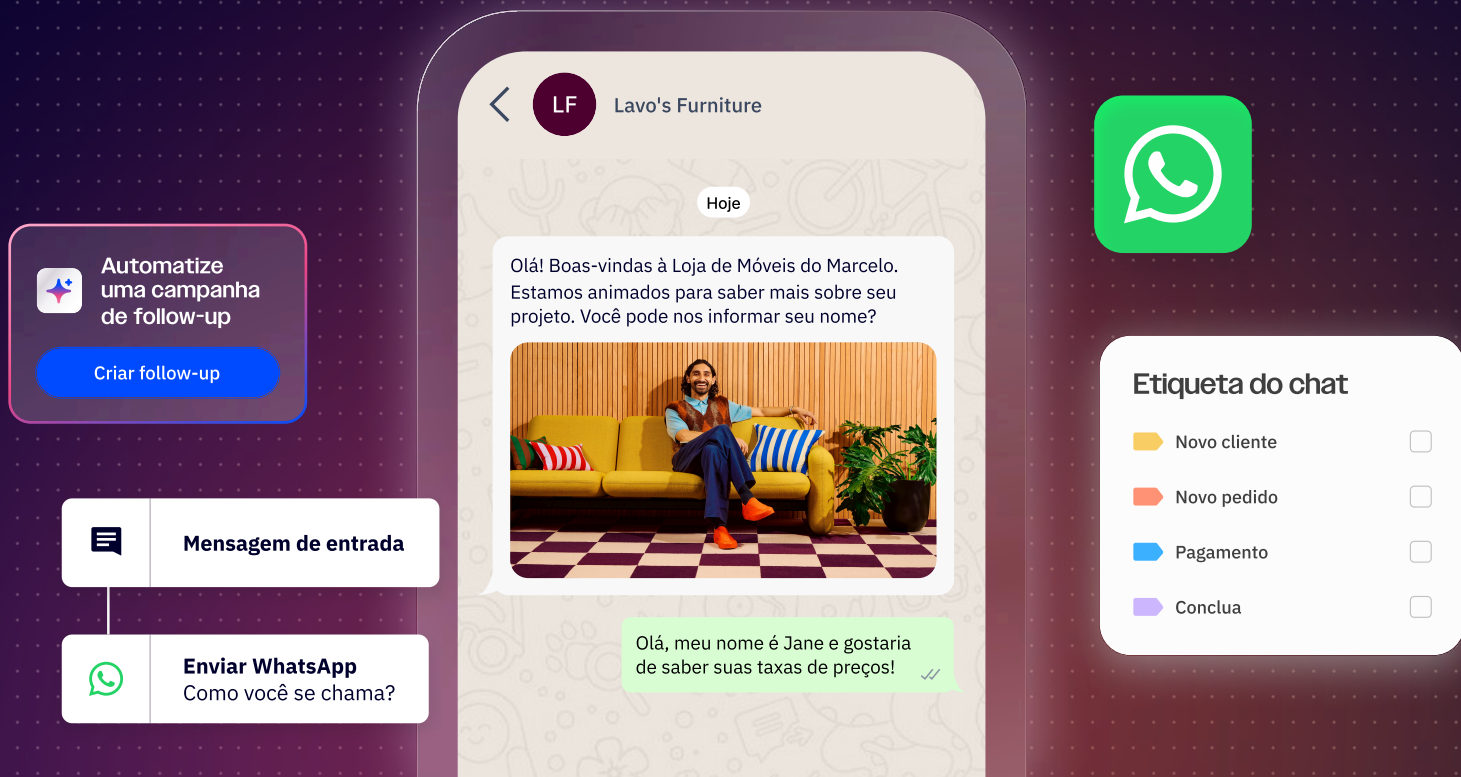 LF
Lavo's Furniture
Hoje
Olá! Boas-vindas à Loja de Móveis do Marcelo.
Estamos animados para saber mais sobre seu
projeto. Você pode nos informar seu nome?
Olá, meu nome é Jane e gostaria
de saber suas taxas de preços!
Automatize
uma campanha
de follow-up
Criar follow-up
Mensagem de entrada
Enviar WhatsApp
Como você se chama?
Etiqueta do chat
Novo cliente
Novo pedido
Pagamento
Conclua